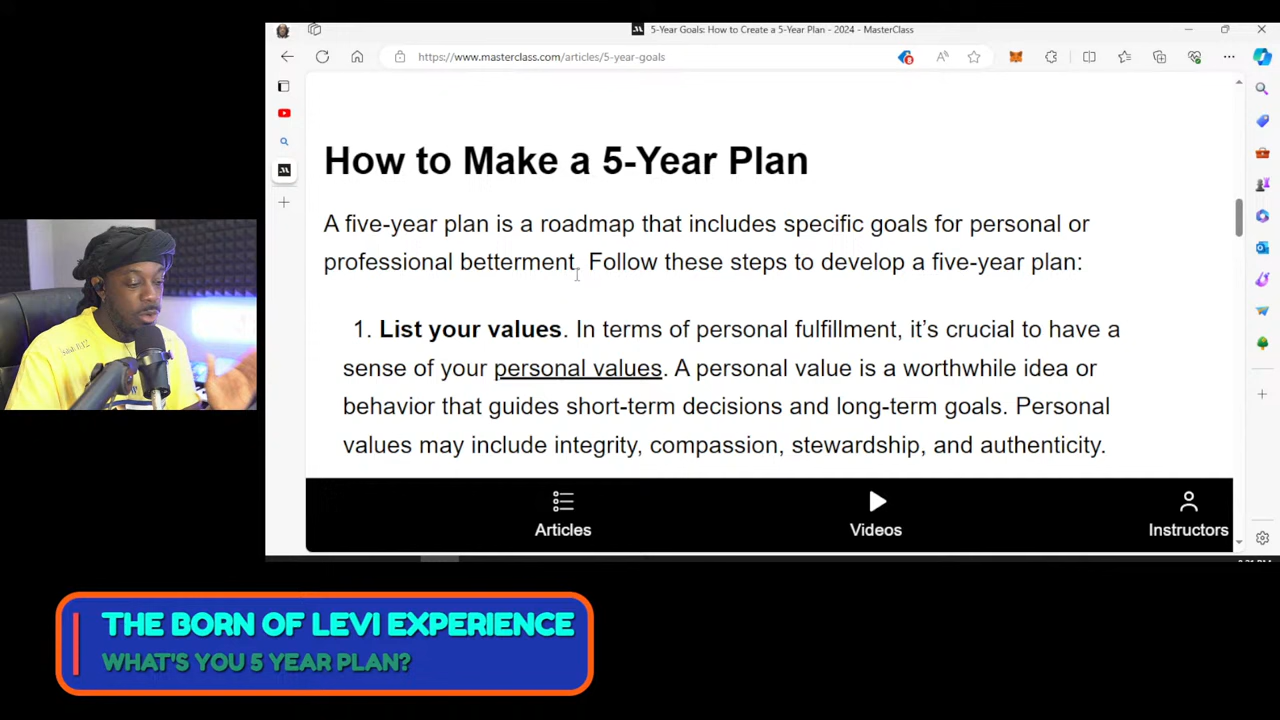 5-Year Goals: How to Create a 5-Year Plan - 2024 - MasterClass
https://www.masterclass.com/articles/5-year-goals
How to Make a 5-Year Plan
A five-year plan is a roadmap that includes specific goals for personal or
professional betterment. Follow these steps to develop a five-year plan:
1. List your values. In terms of personal fulfillment, it's crucial to have a
sense of your personal values. A personal value is a worthwhile idea or
behavior that guides short-term decisions and long-term goals. Personal
values may include integrity, compassion, stewardship, and authenticity.
Articles
Videos
Instructors
THE BORN OF LEVI EXPERIENCE
WHAT'S YOU 5 YEAR PLAN?